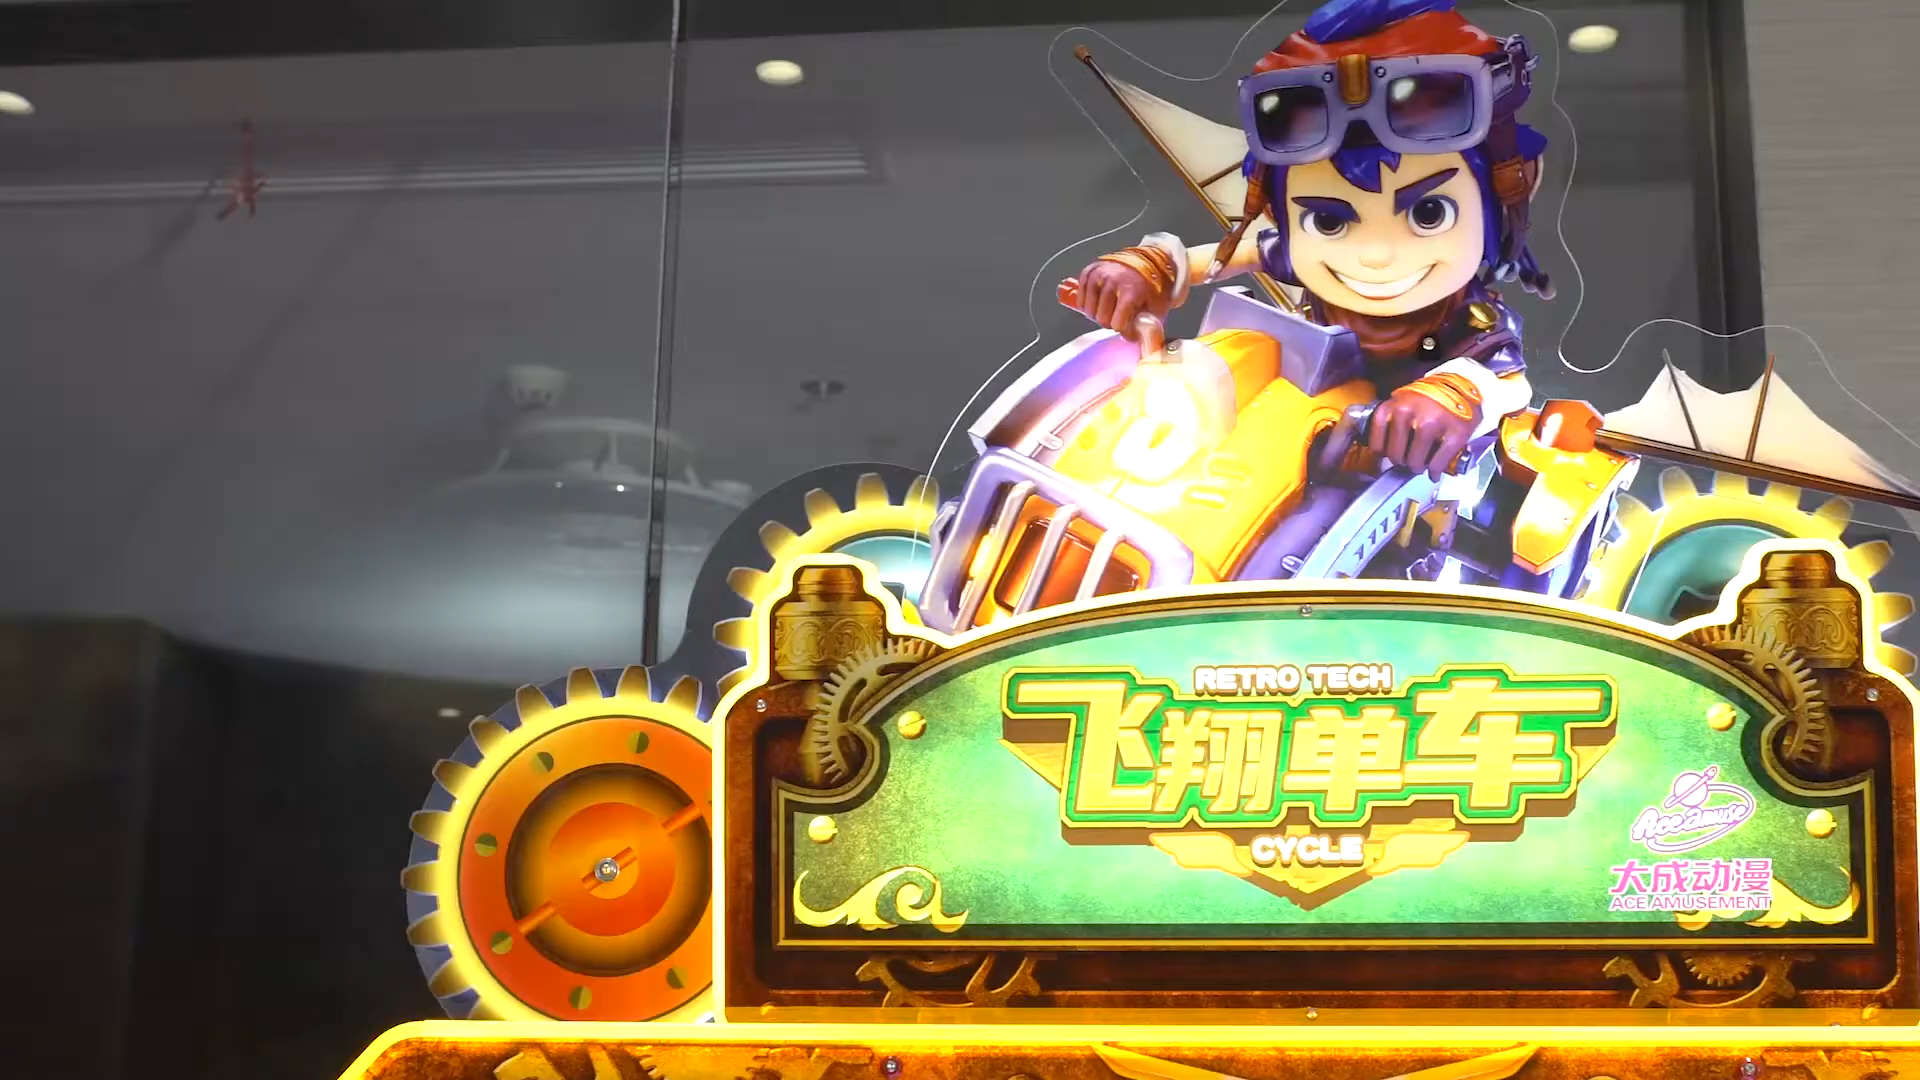 RETRO TECH
飞翔单车
CYCLE
Ace amuse
大成动漫
ACE AMUSEMENT